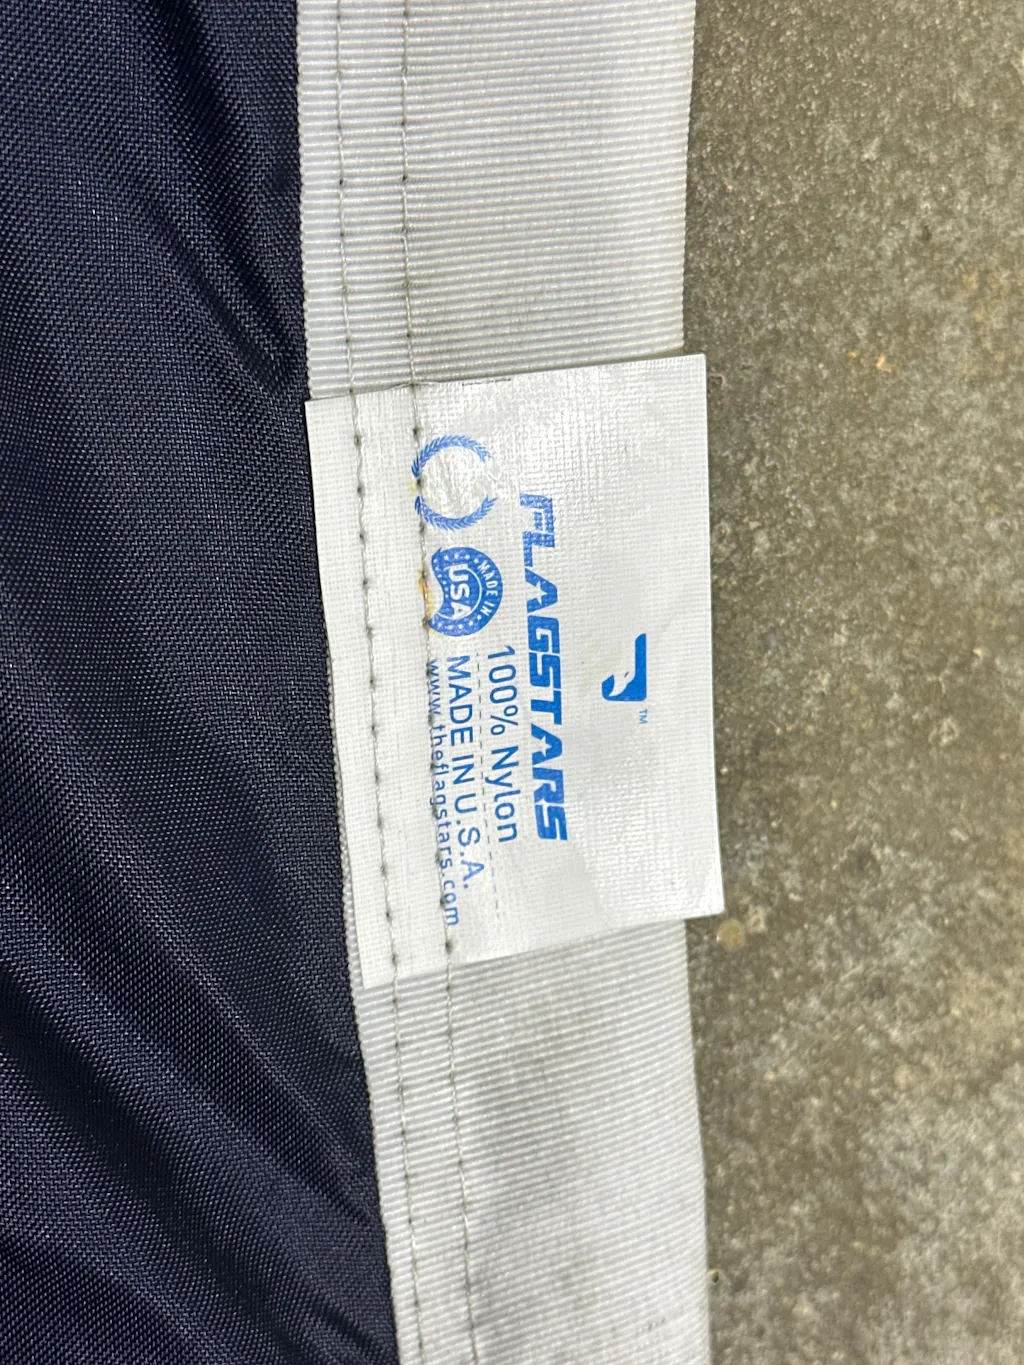 ™
FLAGSTARS
100% Nylon
MADE IN U.S.A.
www.theflagstars.com
MADE IN
USA